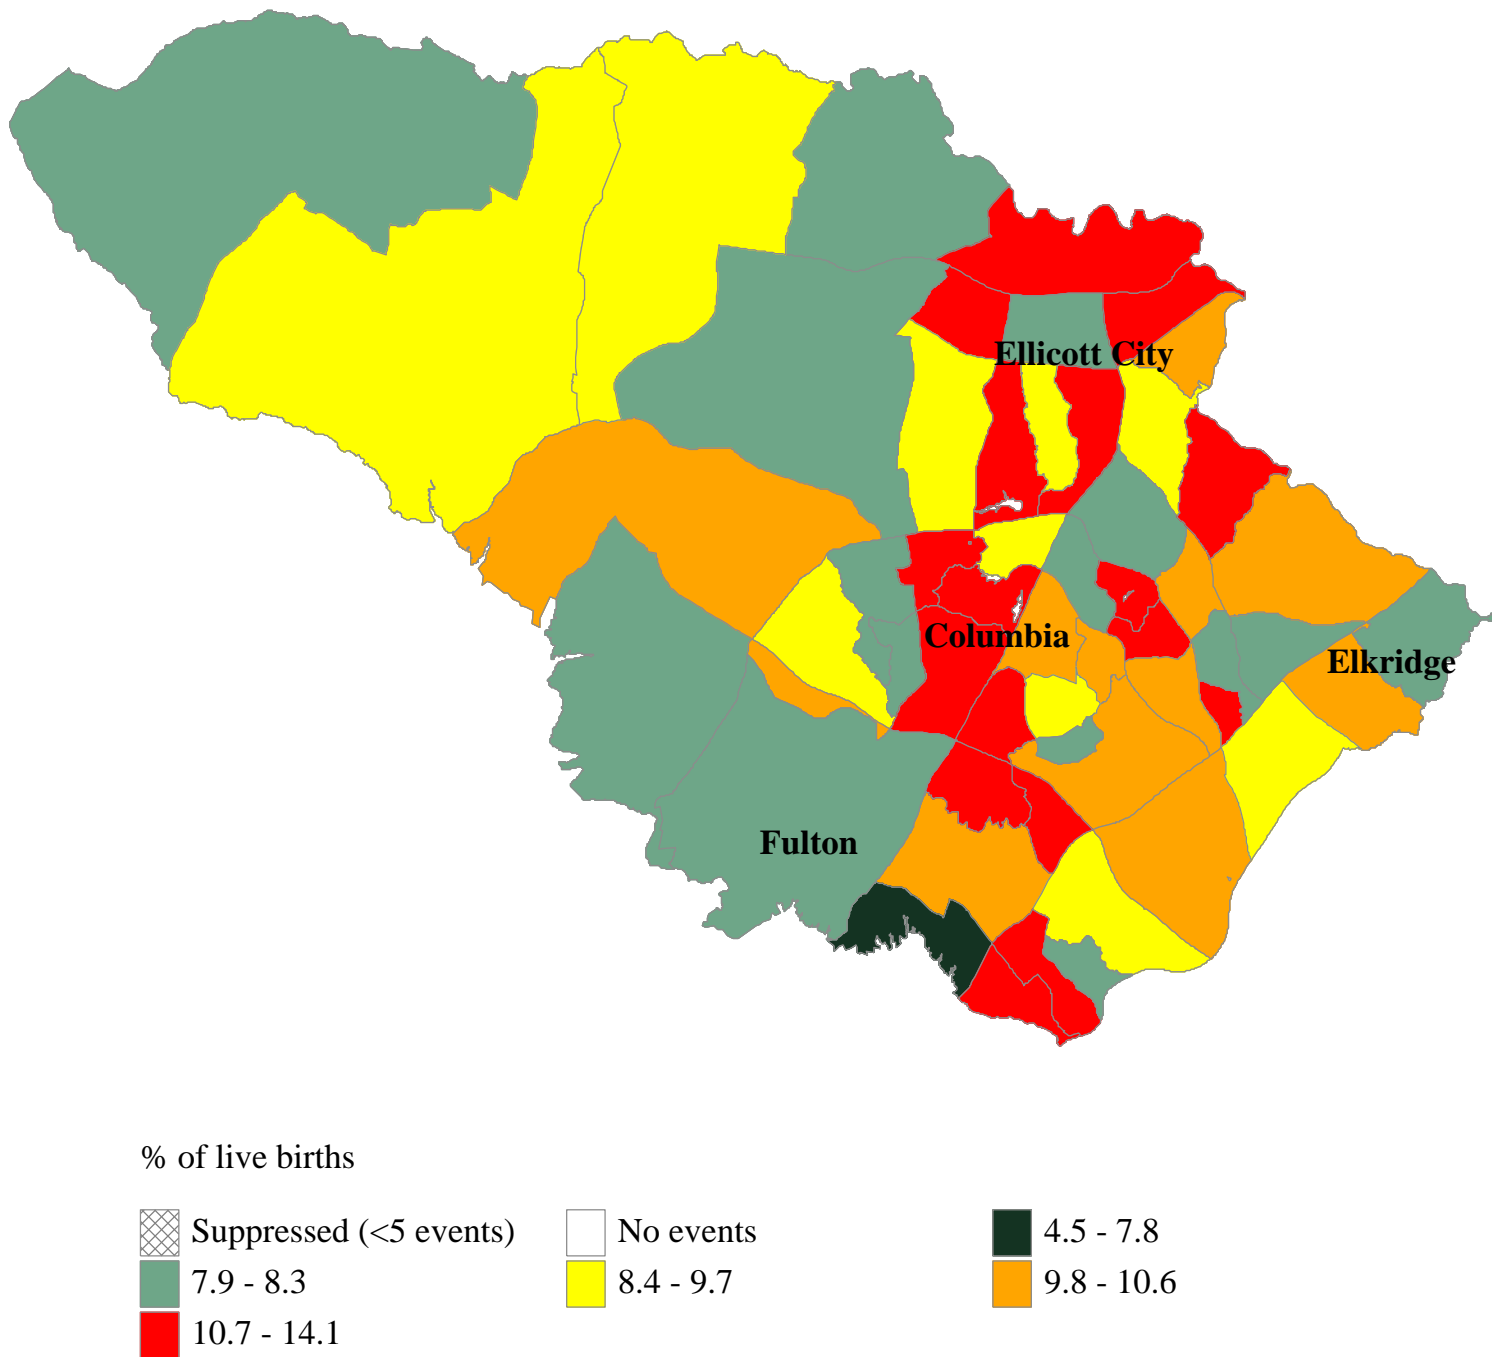 Ellicott City
Columbia
Elkridge
Fulton
% of live births
Suppressed (<5 events)
No events
4.5 - 7.8
7.9 - 8.3
8.4 - 9.7
9.8 - 10.6
10.7 - 14.1